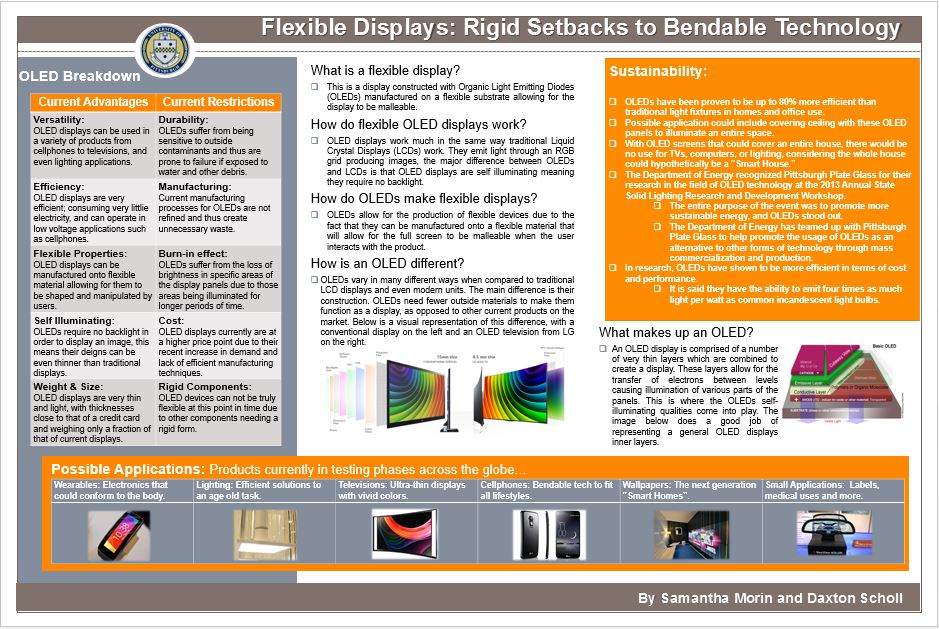 Flexible Displays: Rigid Setbacks to Bendable Technology
OLED Breakdown
Current Advantages
Versatility:
OLED displays can be used in
a variety of products from
cellphones to televisions, and
even lighting applications.
Efficiency:
OLED displays are very
efficient; consuming very little
electricity, and can operate in
low voltage applications such
as cellphones.
Flexible Properties:
OLED displays can be
manufactured onto flexible
material allowing for them to
be shaped and manipulated by
users.
Self Illuminating:
OLEDs require no backlight in
order to display an image, this
means their deigns can be
even thinner than traditional
displays.
Weight & Size:
OLED displays are very thin
and light, with thicknesses
close to that of a credit card
and weighing only a fraction of
that of current displays.
Current Restrictions
Durability:
OLEDs suffer from being
sensitive to outside
contaminants and thus are
prone to failure if exposed to
water and other debris.
Manufacturing:
Current manufacturing
processes for OLEDs are not
refined and thus create
unnecessary waste.
Burn-in effect:
OLEDs suffer from the loss of
brightness in specific areas of
the display panels due to those
areas being illuminated for
longer periods of time.
Cost:
OLED displays currently are at
a higher price point due to their
recent increase in demand and
lack of efficient manufacturing
techniques.
Rigid Components:
OLED devices can not be truly
flexible at this point in time due
to other components needing a
rigid form.
What is a flexible display?
This is a display constructed with Organic Light Emitting Diodes
(OLEDs) manufactured on a flexible substrate allowing for the
display to be malleable.
How do flexible OLED displays work?
OLED displays work much in the same way traditional Liquid
Crystal Displays (LCDs) work. They emit light through an RGB
grid producing images, the major difference between OLEDs
and LCDs is that OLED displays are self illuminating meaning
they require no backlight.
How do OLEDs make flexible displays?
OLEDs allow for the production of flexible devices due to the
fact that they can be manufactured onto a flexible material that
will allow for the full screen to be malleable when the user
interacts with the product.
How is an OLED different?
OLEDs vary in many different ways when compared to traditional
LCD displays and even modern units. The main difference is their
construction. OLEDs need fewer outside materials to make them
function as a display, as opposed to other current products on the
market. Below is a visual representation of this difference, with a
conventional display on the left and an OLED television from LG
on the right.
Sustainability:
OLEDs have been proven to be up to 80% more efficient than
traditional light fixtures in homes and office use.
Possible application could include covering ceiling with these OLED
panels to illuminate an entire space.
With OLED screens that could cover an entire house, there would be
no use for TVs, computers, or lighting, considering the whole house
could hypothetically be a "Smart House."
The Department of Energy recognized Pittsburgh Plate Glass for their
research in the field of OLED technology at the 2013 Annual State
Solid Lighting Research and Development Workshop.
The entire purpose of the event was to promote more
sustainable energy, and OLEDs stood out.
The Department of Energy has teamed up with Pittsburgh
Plate Glass to help promote the usage of OLEDs as an
alternative to other forms of technology through mass
commercialization and production.
In research, OLEDs have shown to be more efficient in terms of cost
and performance.
It is said they have the ability to emit four times as much
light per watt as common incandescent light bulbs.
What makes up an OLED?
An OLED display is comprised of a number
of very thin layers which are combined to
create a display. These layers allow for the
transfer of electrons between levels
causing illumination of various parts of the
panels. This is where the OLEDs self-
illuminating qualities come into play. The
image below does a good job of
representing a general OLED displays
inner layers.
Basic OLED
Possible Applications: Products currently in testing phases across the globe…
Wearables: Electronics that
could conform to the body.
Lighting: Efficient solutions to
an age old task.
Televisions: Ultra-thin displays
with vivid colors.
Cellphones: Bendable tech to fit
all lifestyles.
Wallpapers: The next generation
"Smart Homes".
Small Applications: Labels,
medical uses and more.
10:38
By Samantha Morin and Daxton Scholl